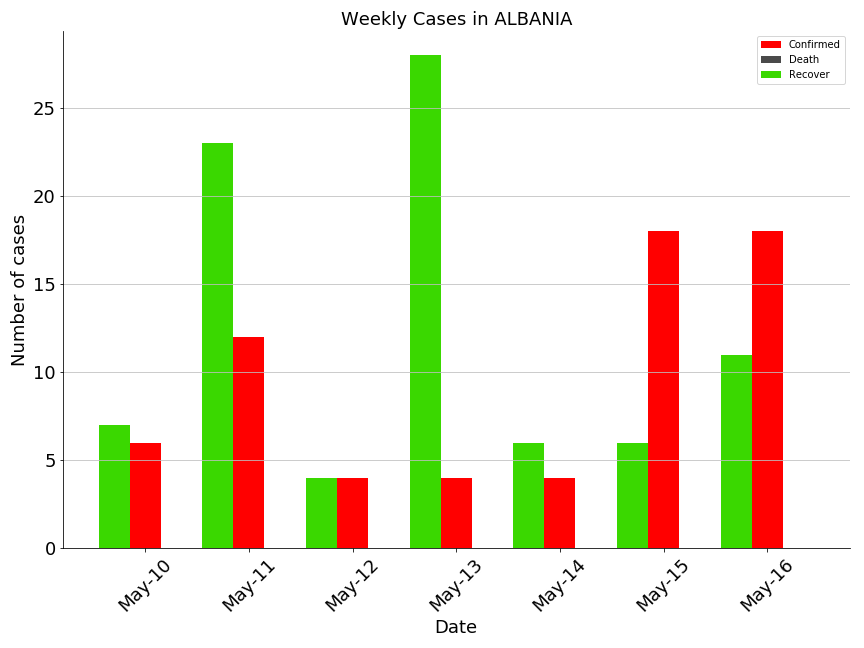 Weekly Cases in ALBANIA
Confirmed
Death
Recover
Number of cases
25
20
15
10
5
0
May-10
May-11
May-12
May-13
May-14
May-15
May-16
Date